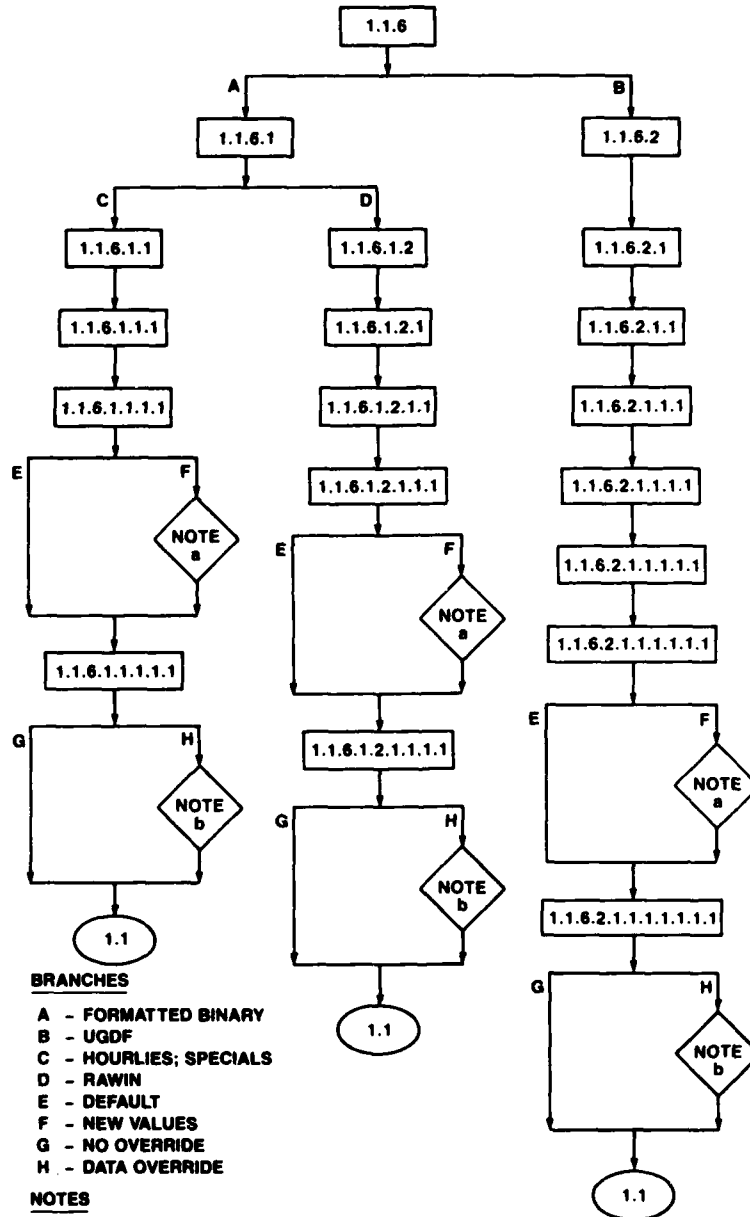 1.1.6
A
B
1.1.6.1
1.1.6.2
C
D
1.1.6.1.1
1.1.6.1.1.1
1.1.6.1.1.1.1
E
F
NOTE
a
1.1.6.1.1.1.1.1
G
H
NOTE
b
1.1
1.1.6.1.2
1.1.6.1.2.1
1.1.6.1.2.1.1
1.1.6.1.2.1.1.1
E
F
NOTE
a
1.1.6.1.2.1.1.1.1
G
H
NOTE
b
1.1
1.1.6.2.1
1.1.6.2.1.1
1.1.6.2.1.1.1
1.1.6.2.1.1.1.1
1.1.6.2.1.1.1.1.1
1.1.6.2.1.1.1.1.1.1
E
F
NOTE
a
1.1.6.2.1.1.1.1.1.1.1
G
H
NOTE
b
1.1
BRANCHES
A - FORMATTED BINARY
B - UGDF
C - HOURLIES; SPECIALS
D - RAWIN
E - DEFAULT
F - NEW VALUES
G - NO OVERRIDE
H - DATA OVERRIDE
NOTES